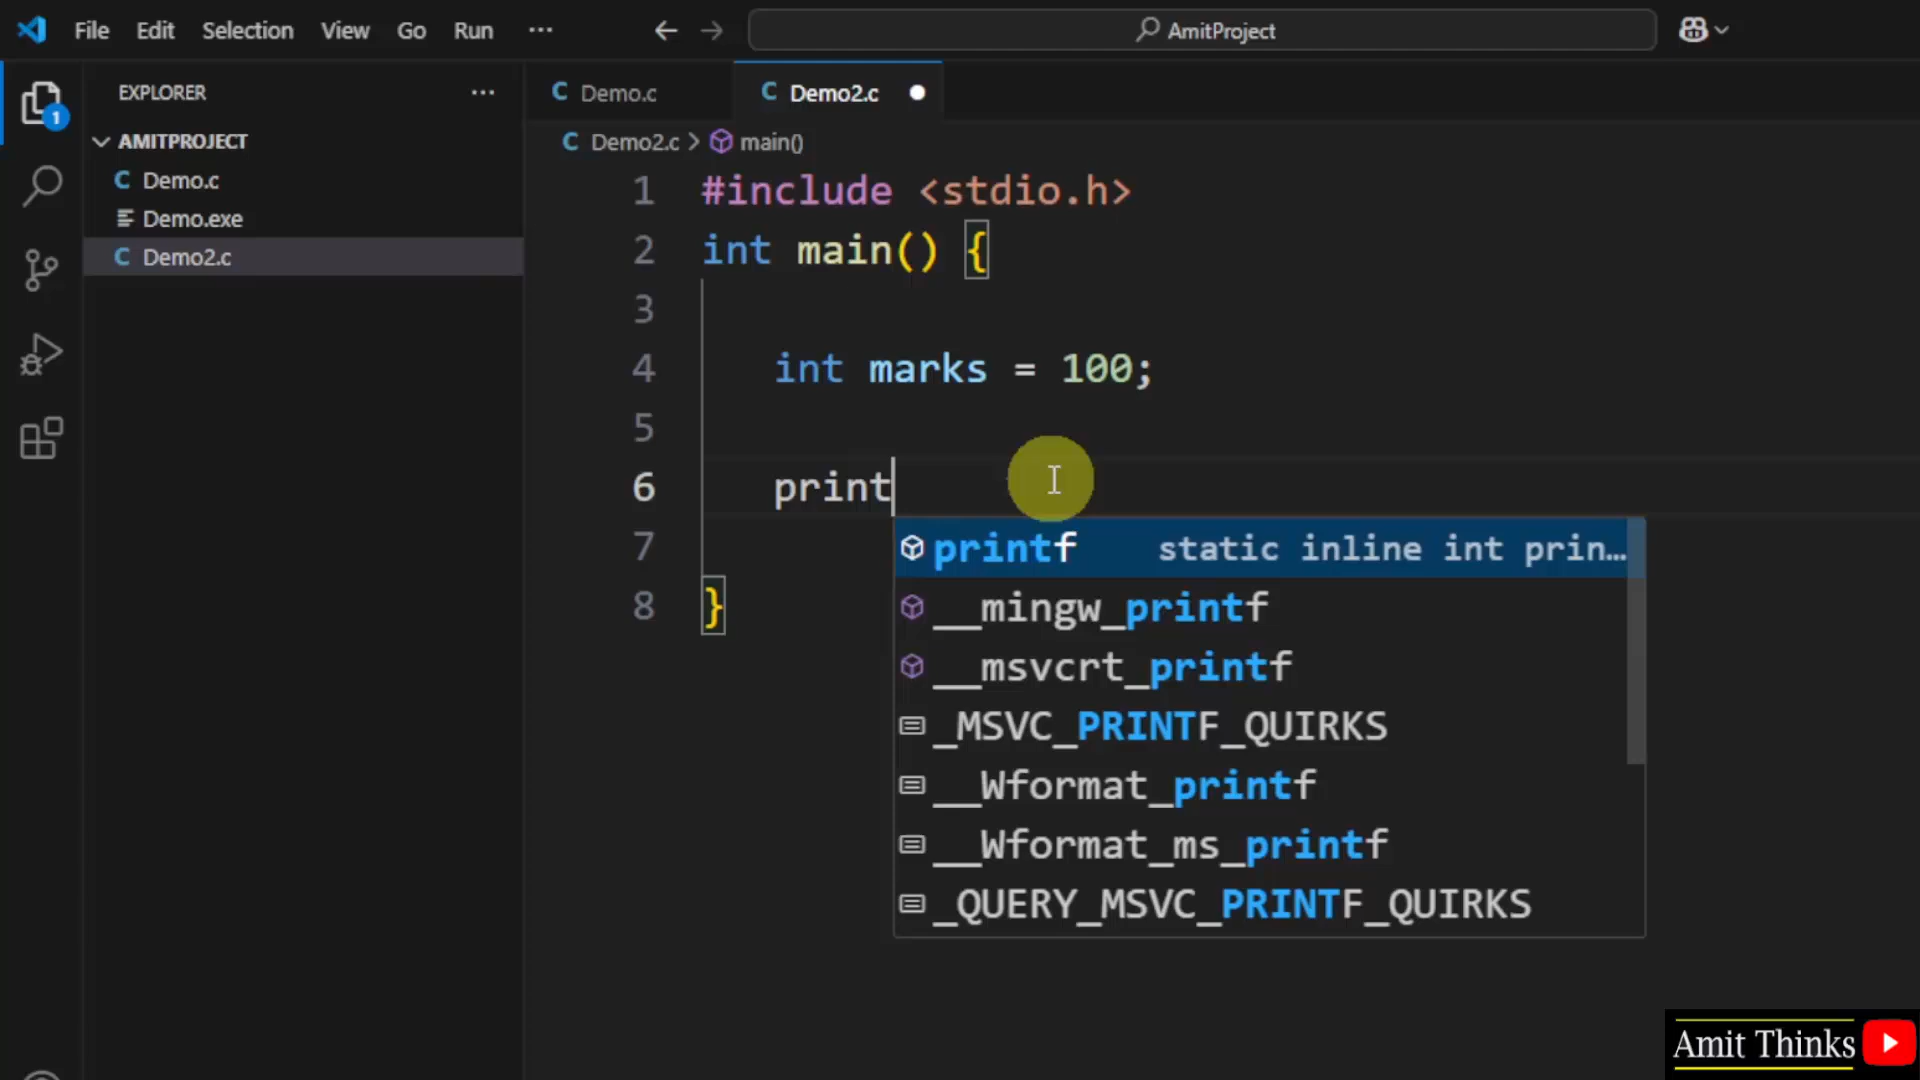 File Edit Selection View Go Run ···
AmitProject
EXPLORER ···
AMITPROJECT
C Demo.c
Demo.exe
C Demo2.c
1
C Demo.c
C Demo2.c
C Demo2.c > main()
1 #include <stdio.h>
2 int main() {
3
4 int marks = 100;
5
6 print
7
8 }
printf static inline int prin…
__mingw_printf
__msvcrt_printf
_MSVC_PRINTF_QUIRKS
__Wformat_printf
__Wformat_ms_printf
_QUERY_MSVC_PRINTF_QUIRKS
Amit Thinks